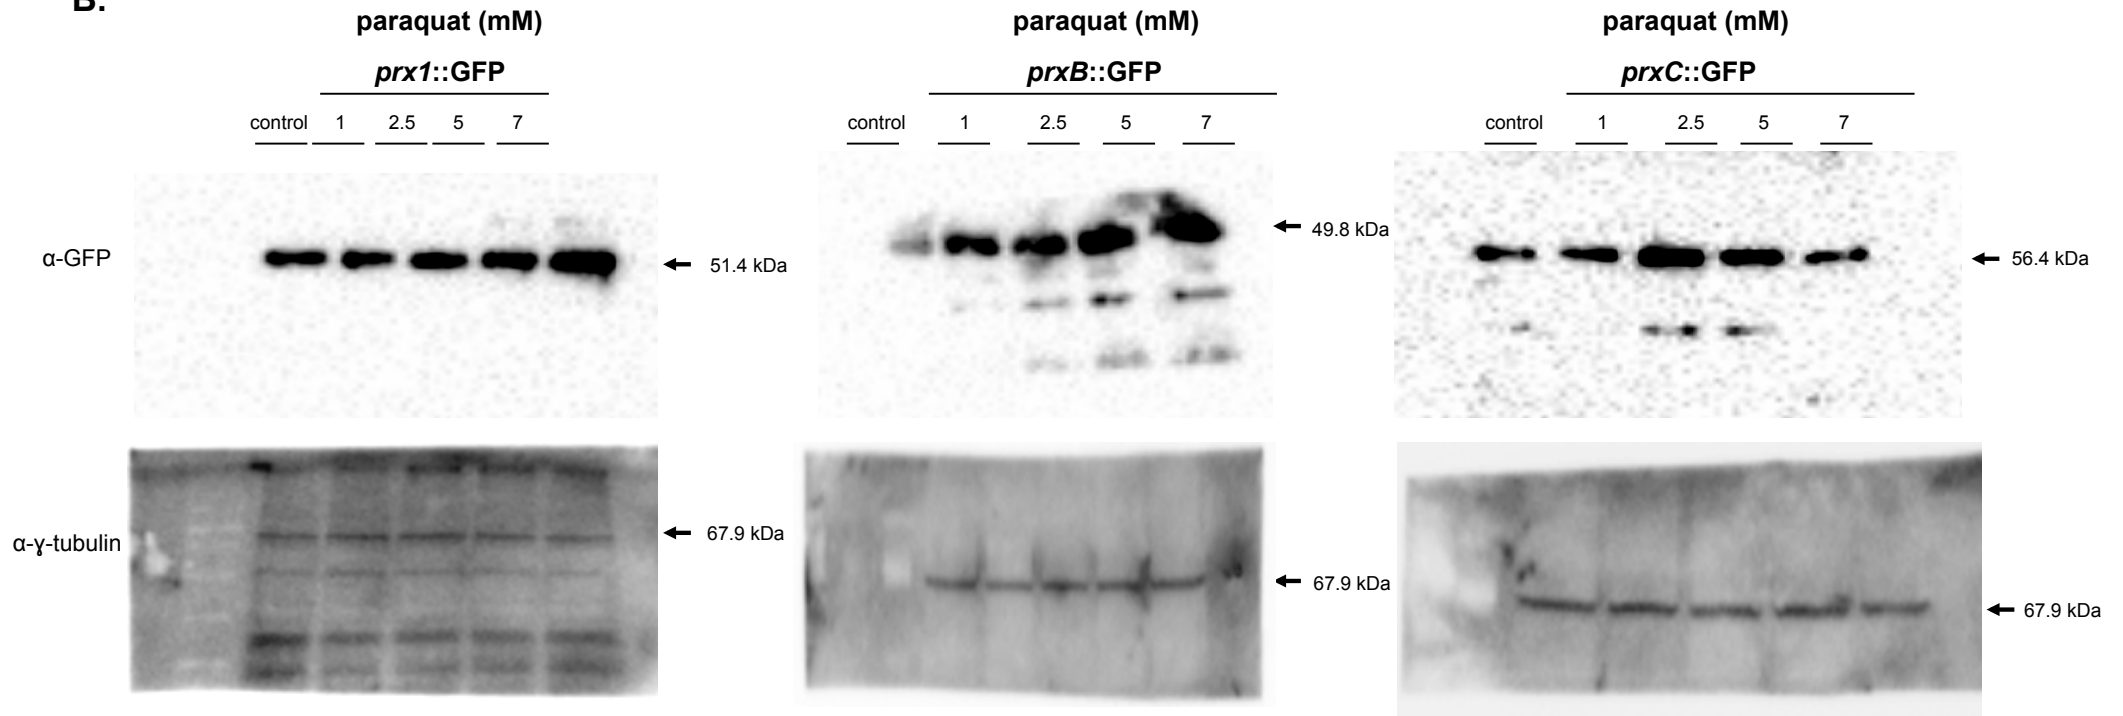 B.
paraquat (mM)
prx1::GFP
control 1 2.5 5 7
paraquat (mM)
prxB::GFP
control 1 2.5 5 7
paraquat (mM)
prxC::GFP
control 1 2.5 5 7
α-GFP
51.4 kDa
49.8 kDa
56.4 kDa
α-ɣ-tubulin
67.9 kDa
67.9 kDa
67.9 kDa